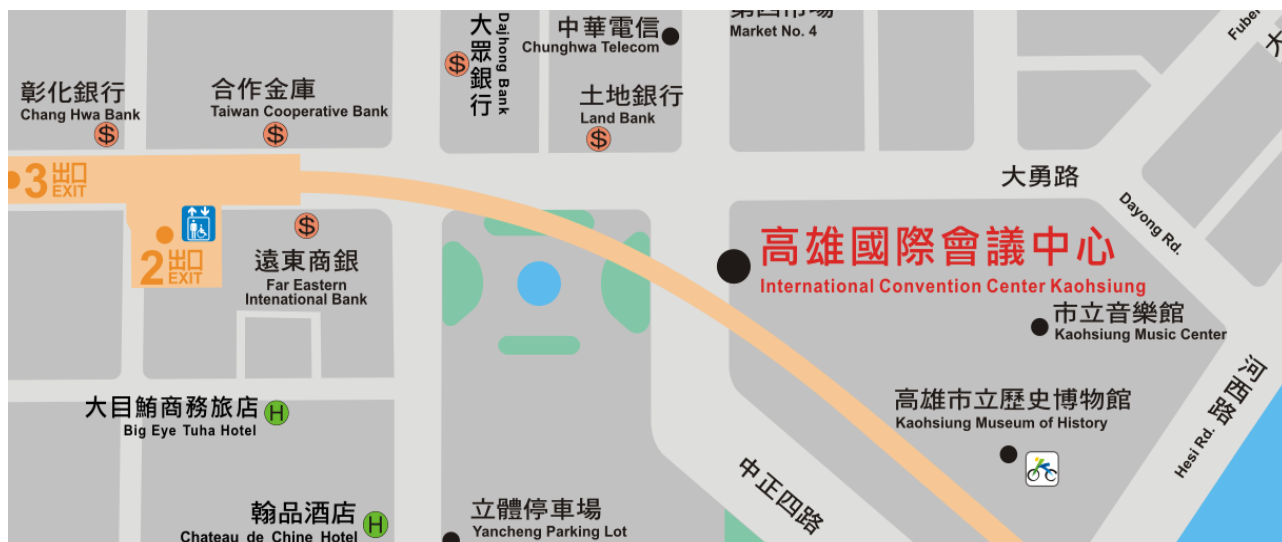 中華電信
Chunghwa Telecom
第四市場
Market No. 4
大眾銀行
Dajhong Bank
彰化銀行
Chang Hwa Bank
$
合作金庫
Taiwan Cooperative Bank
$
$
土地銀行
Land Bank
$
3 出口
EXIT
2 出口
EXIT
$
遠東商銀
Far Eastern
Intenational Bank
大勇路
Dayong Rd.
高雄國際會議中心
International Convention Center Kaohsiung
市立音樂館
Kaohsiung Music Center
河西路
Hesi Rd.
高雄市立歷史博物館
Kaohsiung Museum of History
大目鮪商務旅店
Big Eye Tuha Hotel
H
翰品酒店
Chateau de Chine Hotel
H
立體停車場
Yancheng Parking Lot
中正四路
大